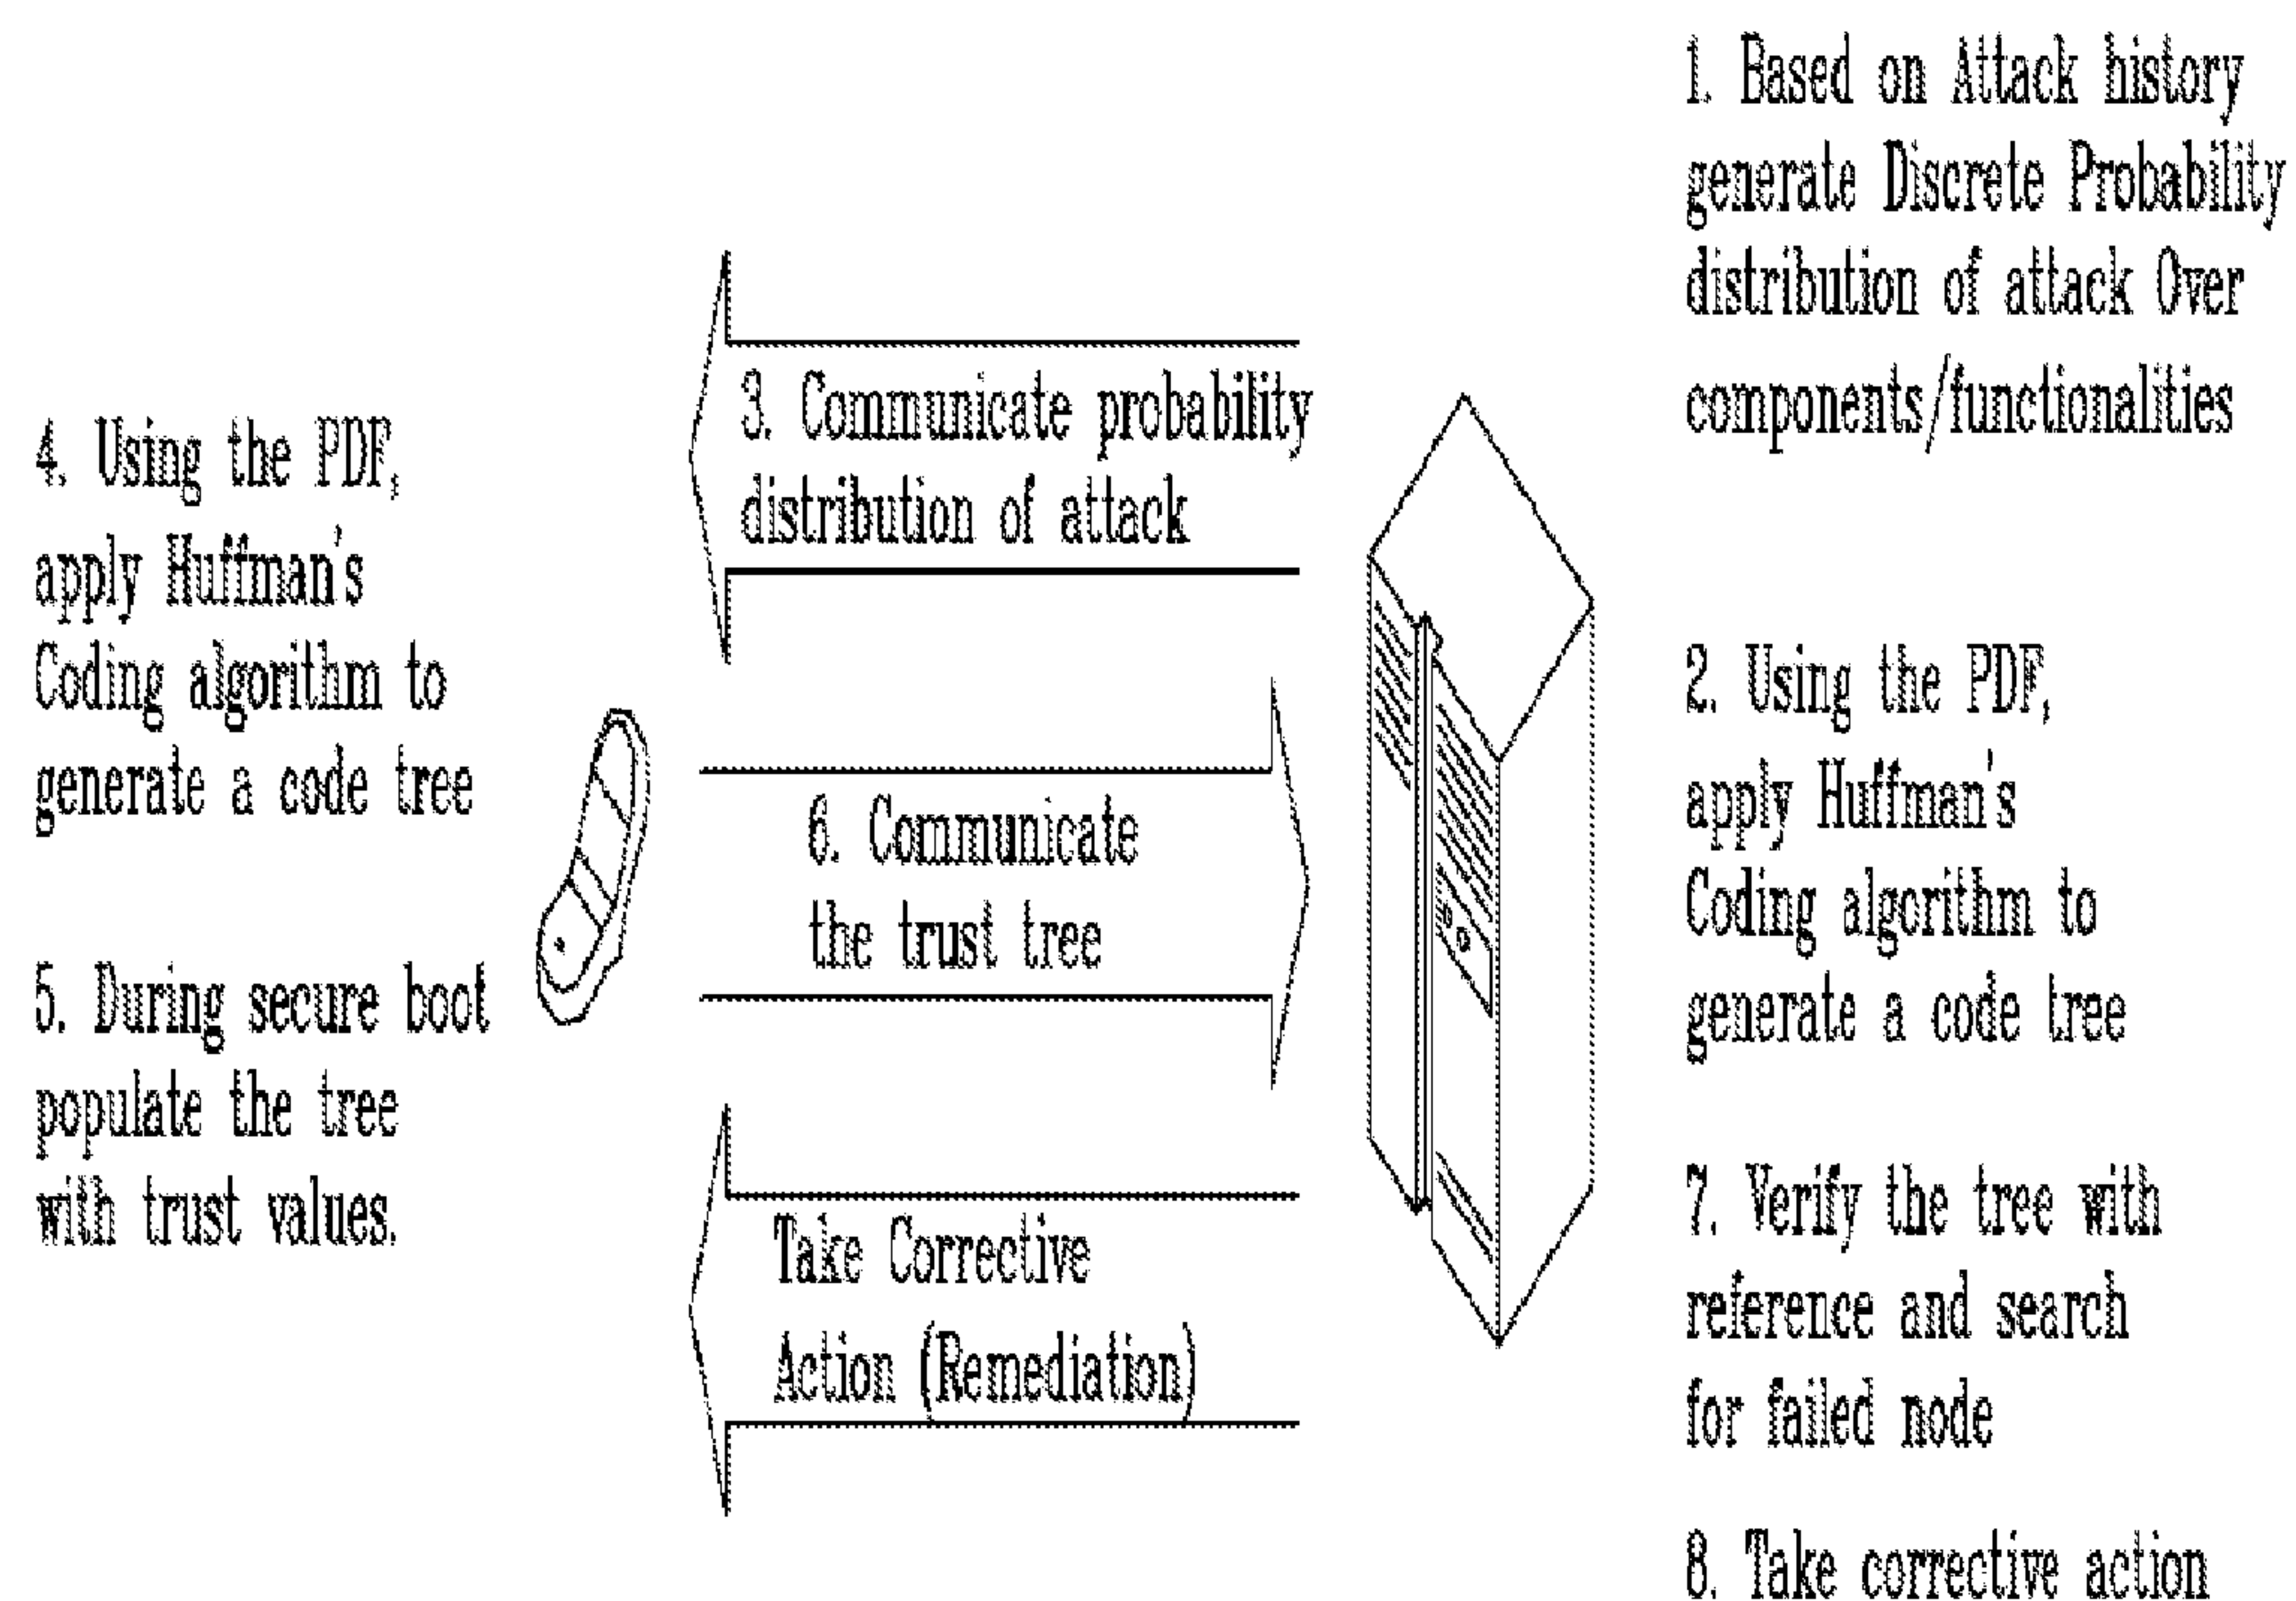 1. Based on Attack history
generate Discrete Probability
distribution of attack Over
components/functionalities
3. Communicate probability
distribution of attack
4. Using the PDF,
apply Huffman's
Coding algorithm to
generate a code tree
2. Using the PDF,
apply Huffman's
Coding algorithm to
generate a code tree
6. Communicate
the trust tree
5. During secure boot
populate the tree
with trust values.
7. Verify the tree with
reference and search
for failed node
Take Corrective
Action (Remediation)
8. Take corrective action